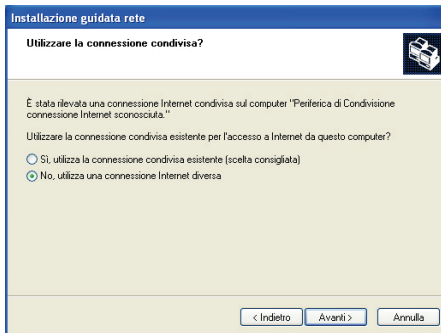 Installazione guidata rete
Utilizzare la connessione condivisa?
È stata rilevata una connessione Internet condivisa sul computer "Periferica di Condivisione
connessione Internet sconosciuta."
Utilizzare la connessione condivisa esistente per l'accesso a Internet da questo computer?
Sì, utilizza la connessione condivisa esistente (scelta consigliata)
No, utilizza una connessione Internet diversa
< Indietro Avanti > Annulla